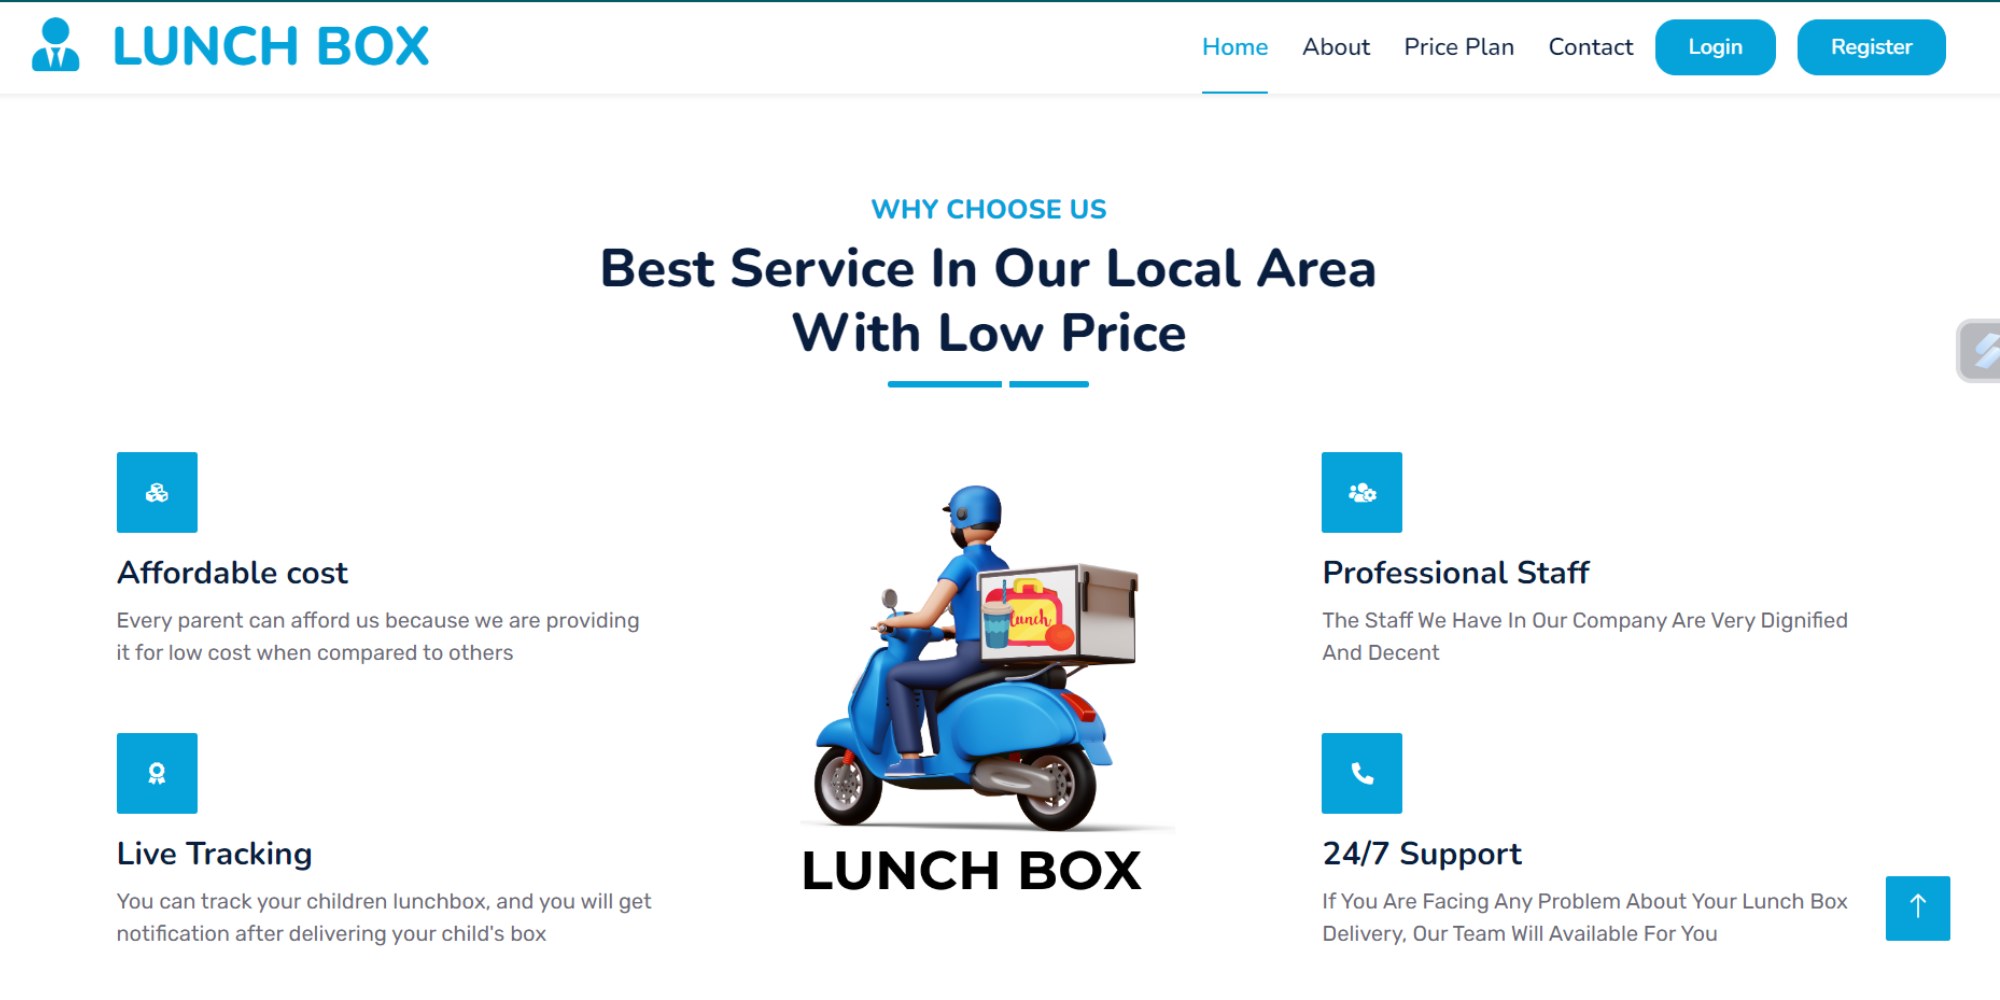 LUNCH BOX
Home About Price Plan Contact Login Register
WHY CHOOSE US
Best Service In Our Local Area
With Low Price
Affordable cost
Every parent can afford us because we are providing
it for low cost when compared to others
Live Tracking
You can track your children lunchbox, and you will get
notification after delivering your child's box
Lunch
LUNCH BOX
Professional Staff
The Staff We Have In Our Company Are Very Dignified
And Decent
24/7 Support
If You Are Facing Any Problem About Your Lunch Box
Delivery, Our Team Will Available For You